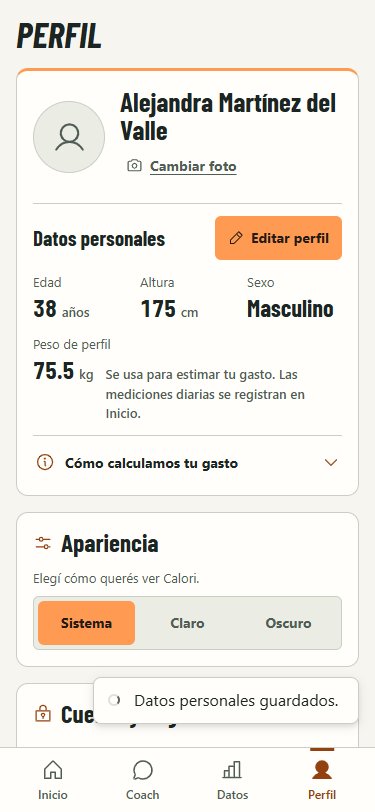 PERFIL
Alejandra Martínez del
Valle
Cambiar foto
Datos personales
Editar perfil
Edad
Altura
Sexo
38 años
175 cm
Masculino
Peso de perfil
75.5 kg
Se usa para estimar tu gasto. Las
mediciones diarias se registran en
Inicio.
Cómo calculamos tu gasto
Apariencia
Elegí cómo querés ver Calori.
Sistema
Claro
Oscuro
Datos personales guardados.
Inicio
Coach
Datos
Perfil